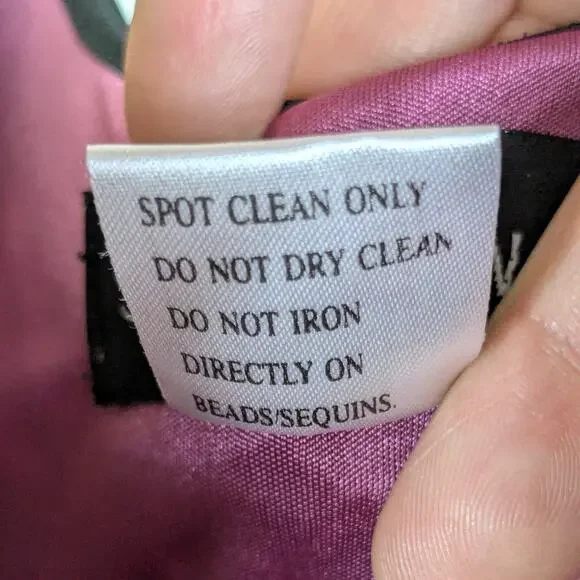 SPOT CLEAN ONLY
DO NOT DRY CLEAN
DO NOT IRON
DIRECTLY ON
BEADS/SEQUINS.